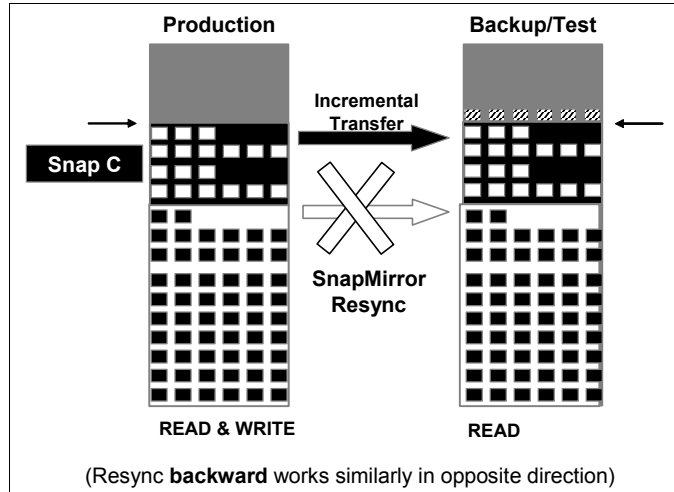 Production
Backup/Test
Incremental
Transfer
Snap C
SnapMirror
Resync
READ & WRITE
READ
(Resync backward works similarly in opposite direction)